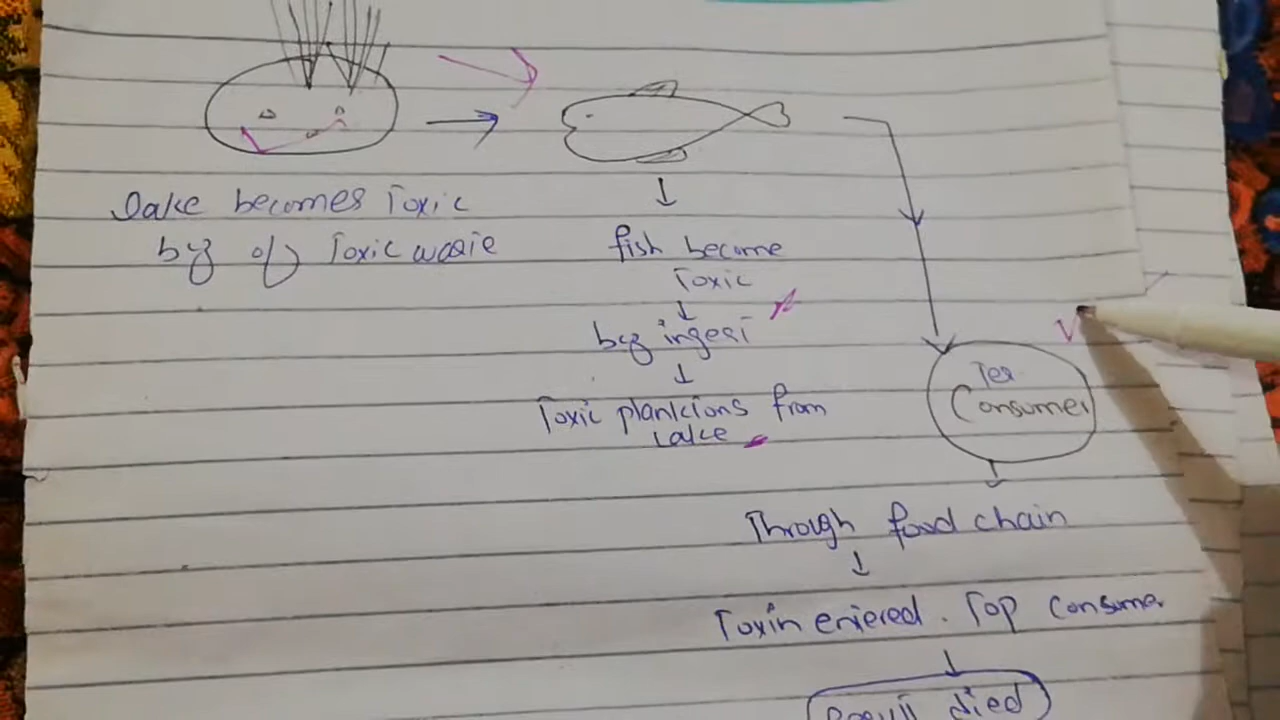 Lake becomes Toxic
by of Toxic waste
fish become
Toxic
by ingest
Toxic planktons from
Lake
Ter
Consumer
Through food chain
Toxin entered. Top Consumer
died